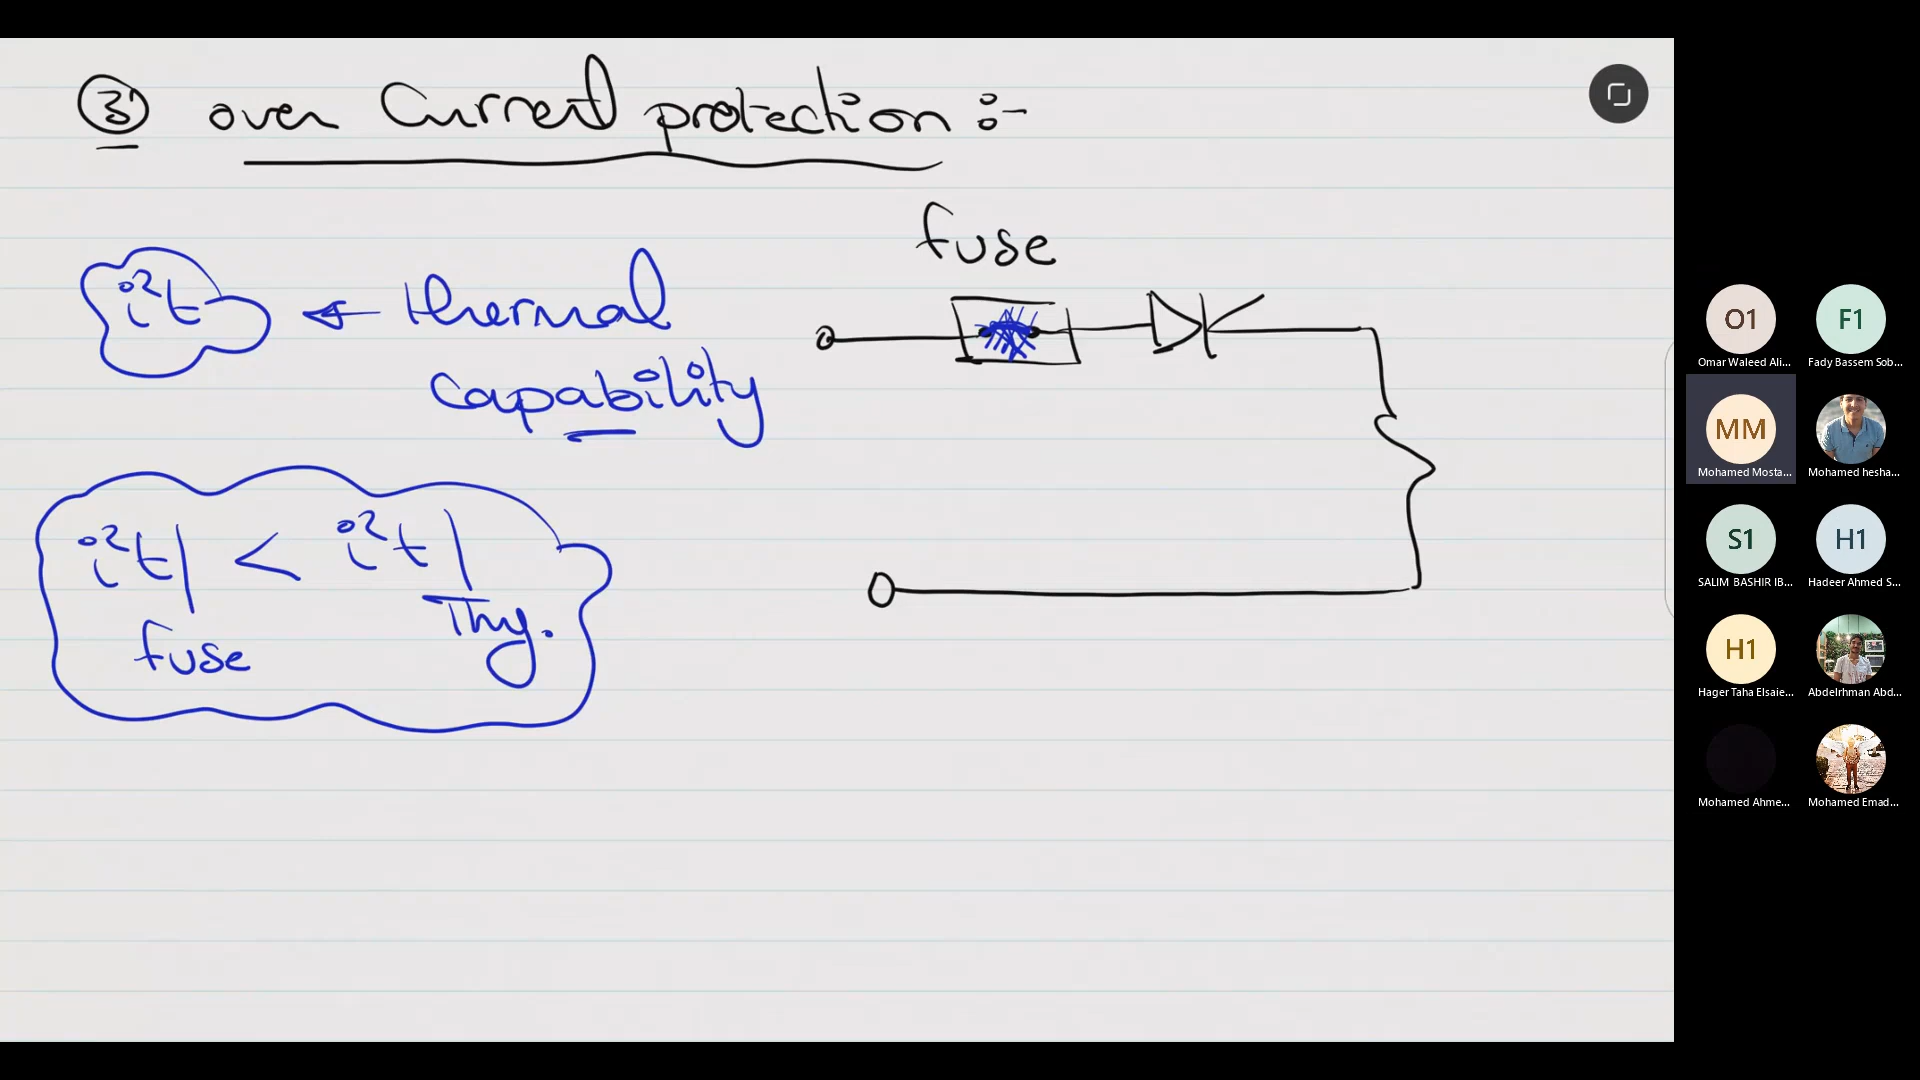 ③ over Current protection :-
fuse
i²t ← thermal
capability
i²t| < i²t|
fuse Thy.
O1
Omar Waleed Ali...
F1
Fady Bassem Sob...
MM
Mohamed Mosta...
Mohamed hesha...
S1
SALIM BASHIR IB...
H1
Hadeer Ahmed S...
H1
Hager Taha Elsaie...
Abdelrhman Abd...
Mohamed Ahme...
Mohamed Emad...